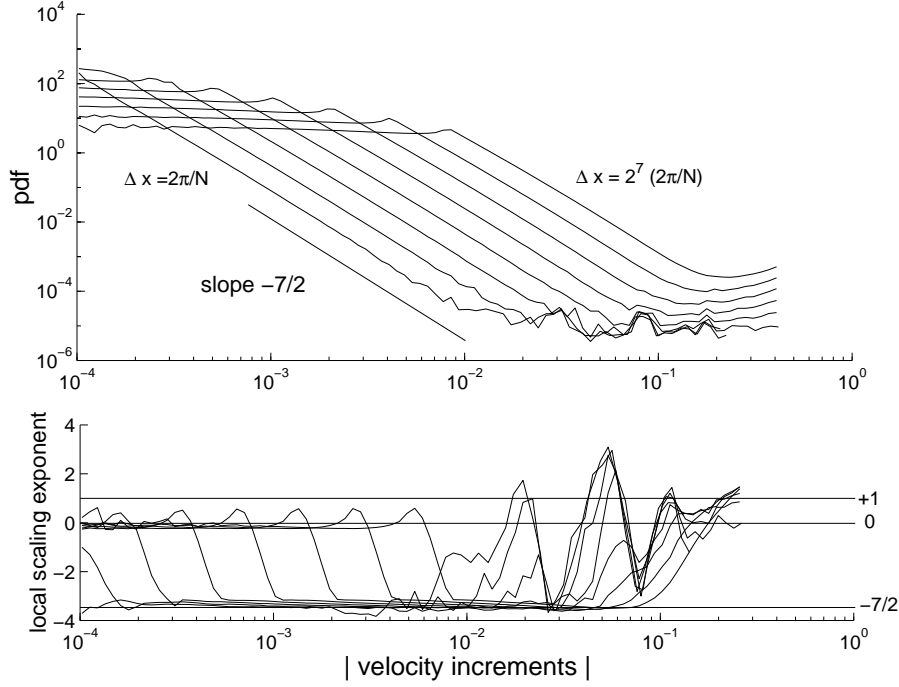 10^4
10^2
10^0
10^−2
10^−4
10^−6
pdf
Δ x =2π/N
Δ x = 2^7 (2π/N)
slope −7/2
10^−4 10^−3 10^−2 10^−1 10^0
4
2
0
−2
−4
local scaling exponent
+1
0
−7/2
10^−4 10^−3 10^−2 10^−1 10^0
| velocity increments |